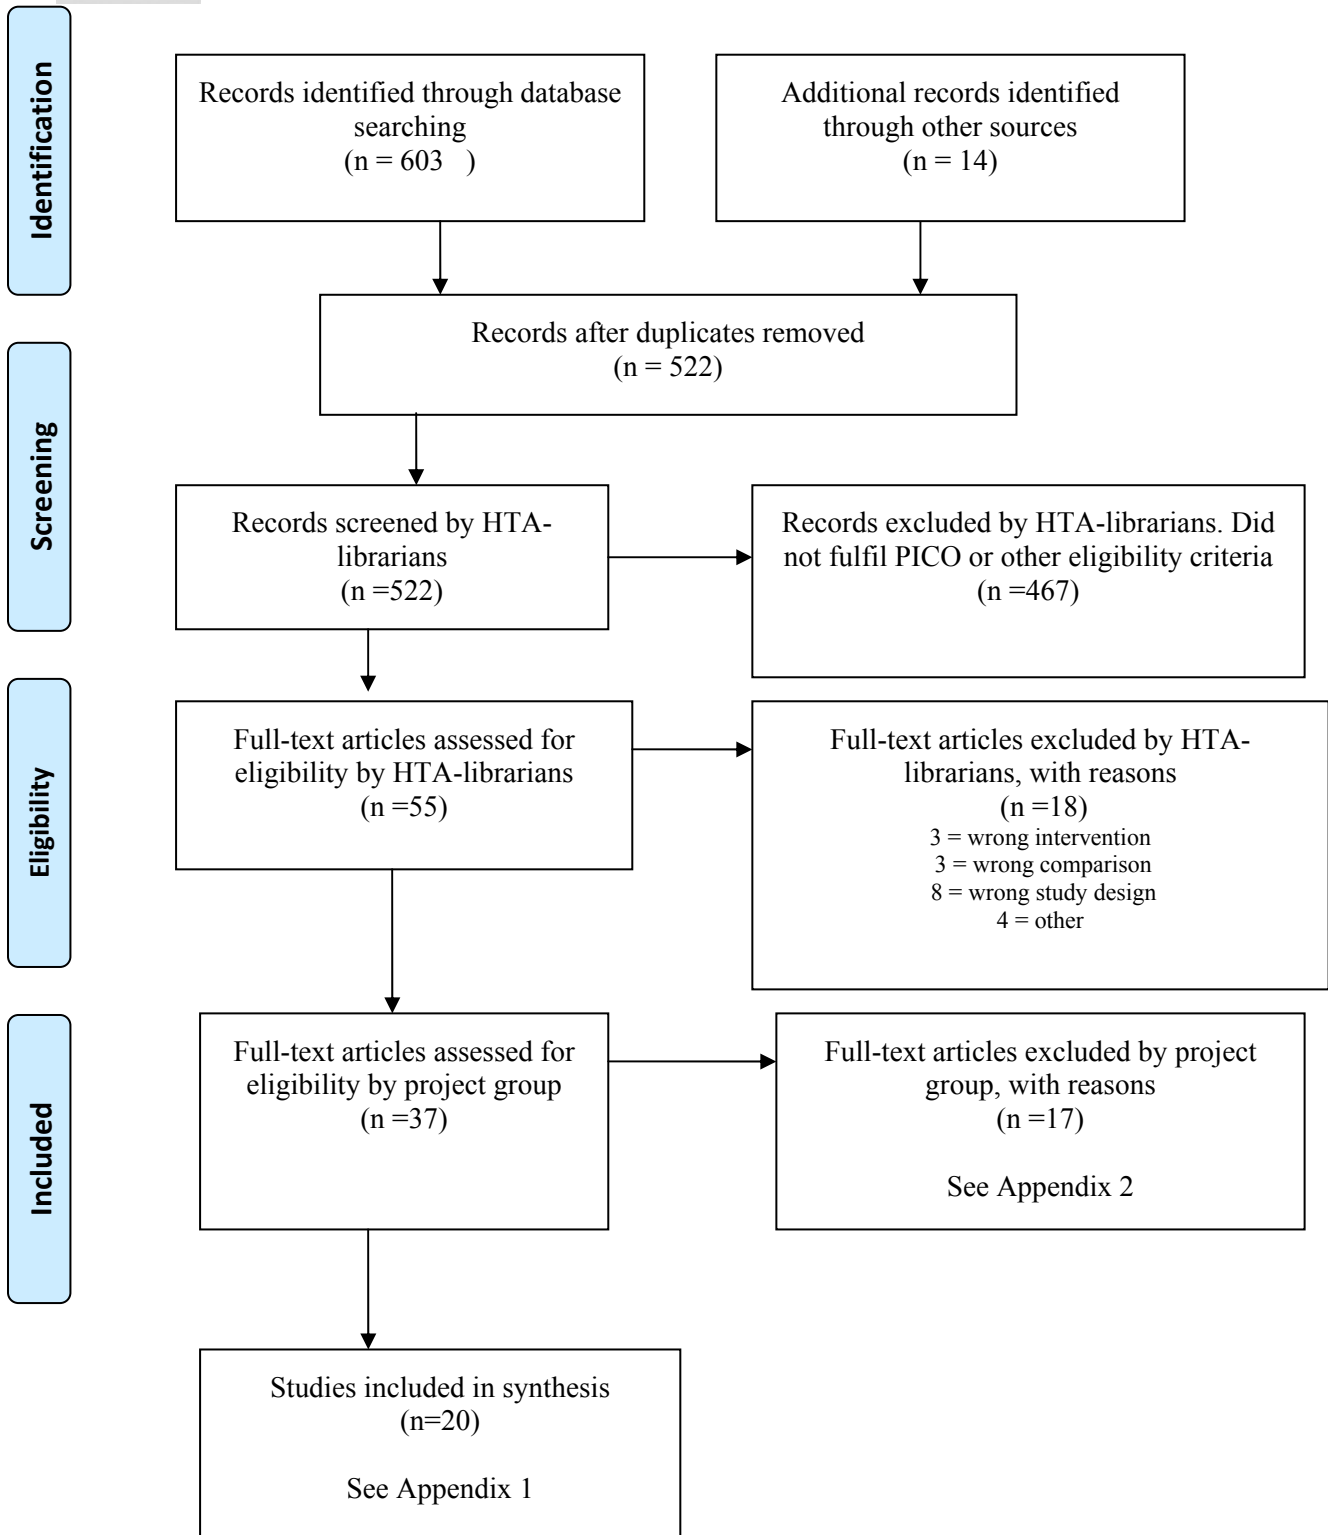 Identification
Records identified through database
searching
(n = 603 )
Additional records identified
through other sources
(n = 14)
Records after duplicates removed
(n = 522)
Screening
Records screened by HTA-
librarians
(n =522)
Records excluded by HTA-librarians. Did
not fulfil PICO or other eligibility criteria
(n =467)
Eligibility
Full-text articles assessed for
eligibility by HTA-librarians
(n =55)
Full-text articles excluded by HTA-
librarians, with reasons
(n =18)
3 = wrong intervention
3 = wrong comparison
8 = wrong study design
4 = other
Included
Full-text articles assessed for
eligibility by project group
(n =37)
Full-text articles excluded by project
group, with reasons
(n =17)
See Appendix 2
Studies included in synthesis
(n=20)
See Appendix 1